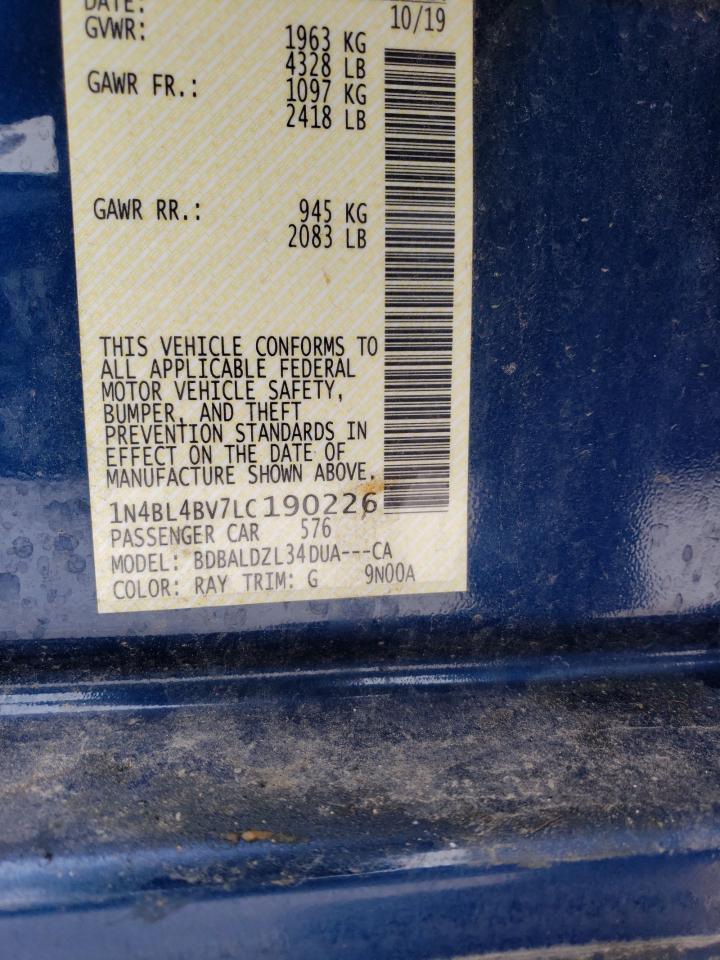 DATE: 10/19
GVWR: 1963 KG
4328 LB
GAWR FR.: 1097 KG
2418 LB
GAWR RR.: 945 KG
2083 LB
THIS VEHICLE CONFORMS TO
ALL APPLICABLE FEDERAL
MOTOR VEHICLE SAFETY,
BUMPER, AND THEFT
PREVENTION STANDARDS IN
EFFECT ON THE DATE OF
MANUFACTURE SHOWN ABOVE.
1N4BL4BV7LC190226
PASSENGER CAR 576
MODEL: BDBALDZL34DUA---CA
COLOR: RAY TRIM: G 9N00A